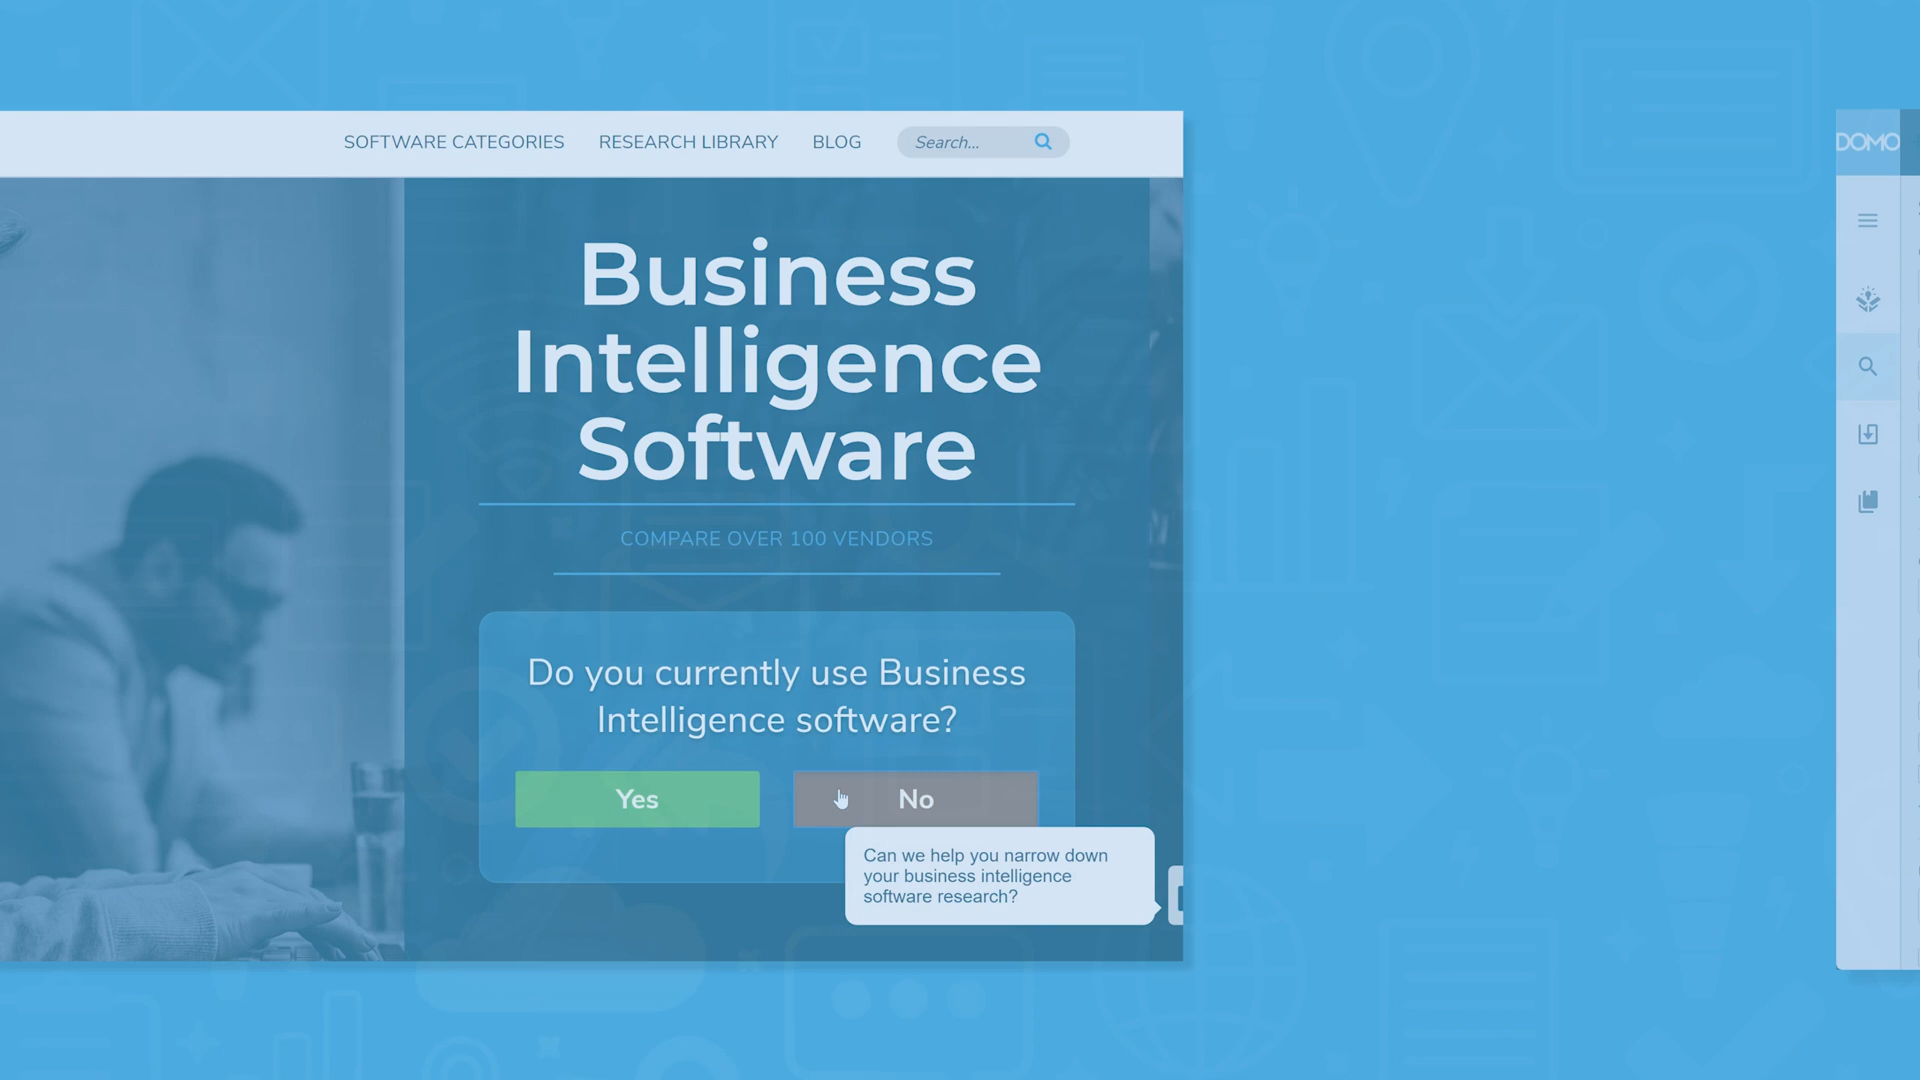 SOFTWARE CATEGORIES RESEARCH LIBRARY BLOG Search...
DOMO
Business
Intelligence
Software
COMPARE OVER 100 VENDORS
Do you currently use Business
Intelligence software?
Yes No
Can we help you narrow down
your business intelligence
software research?